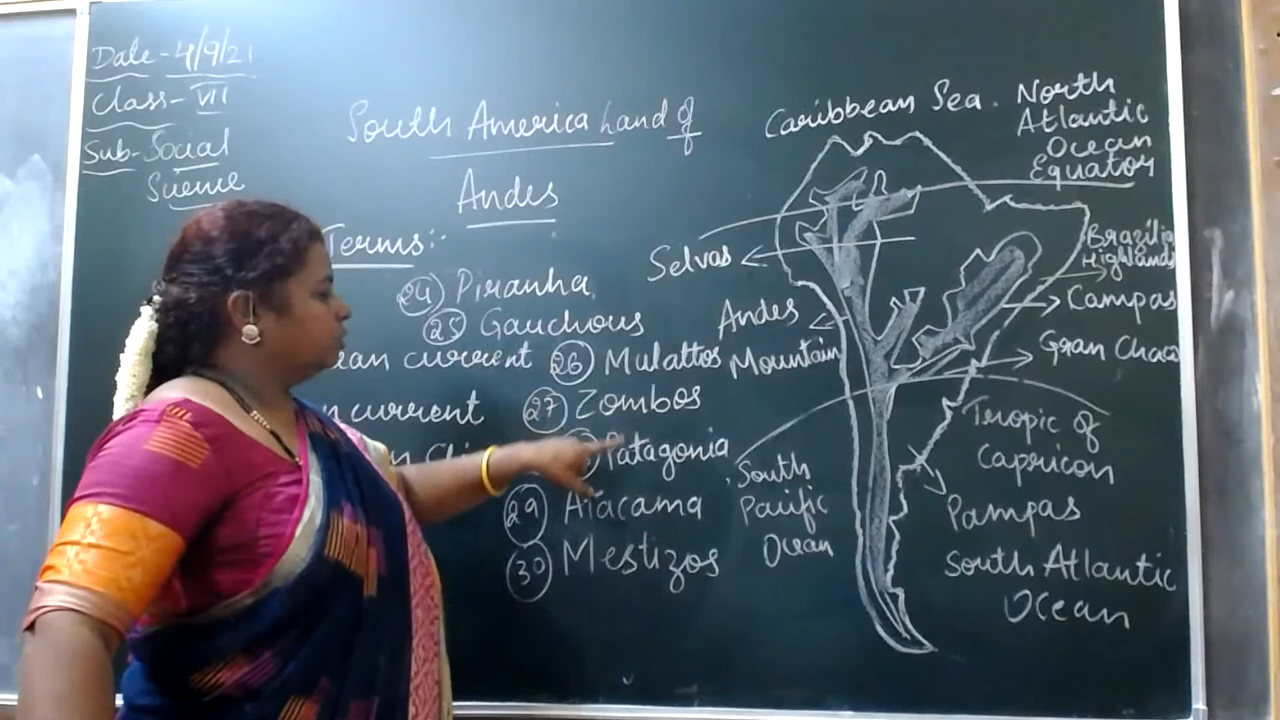 Date - 4/9/21
Class - VII
Sub - Social
Science
South America Land of
Andes
Terms:-
24 Piranha
25 Gauchous
current 26 Mulattos
current 27 Zombos
Patagonia
29 Atacama
30 Mestizos
Caribbean Sea.
North
Atlantic
Ocean
Equator
Selvas
Brazilia
Highlands
Campas
Andes
Mountain
Gran Chaco
Tropic of
Capricon
South
Pacific
Ocean
Pampas
South Atlantic
Ocean